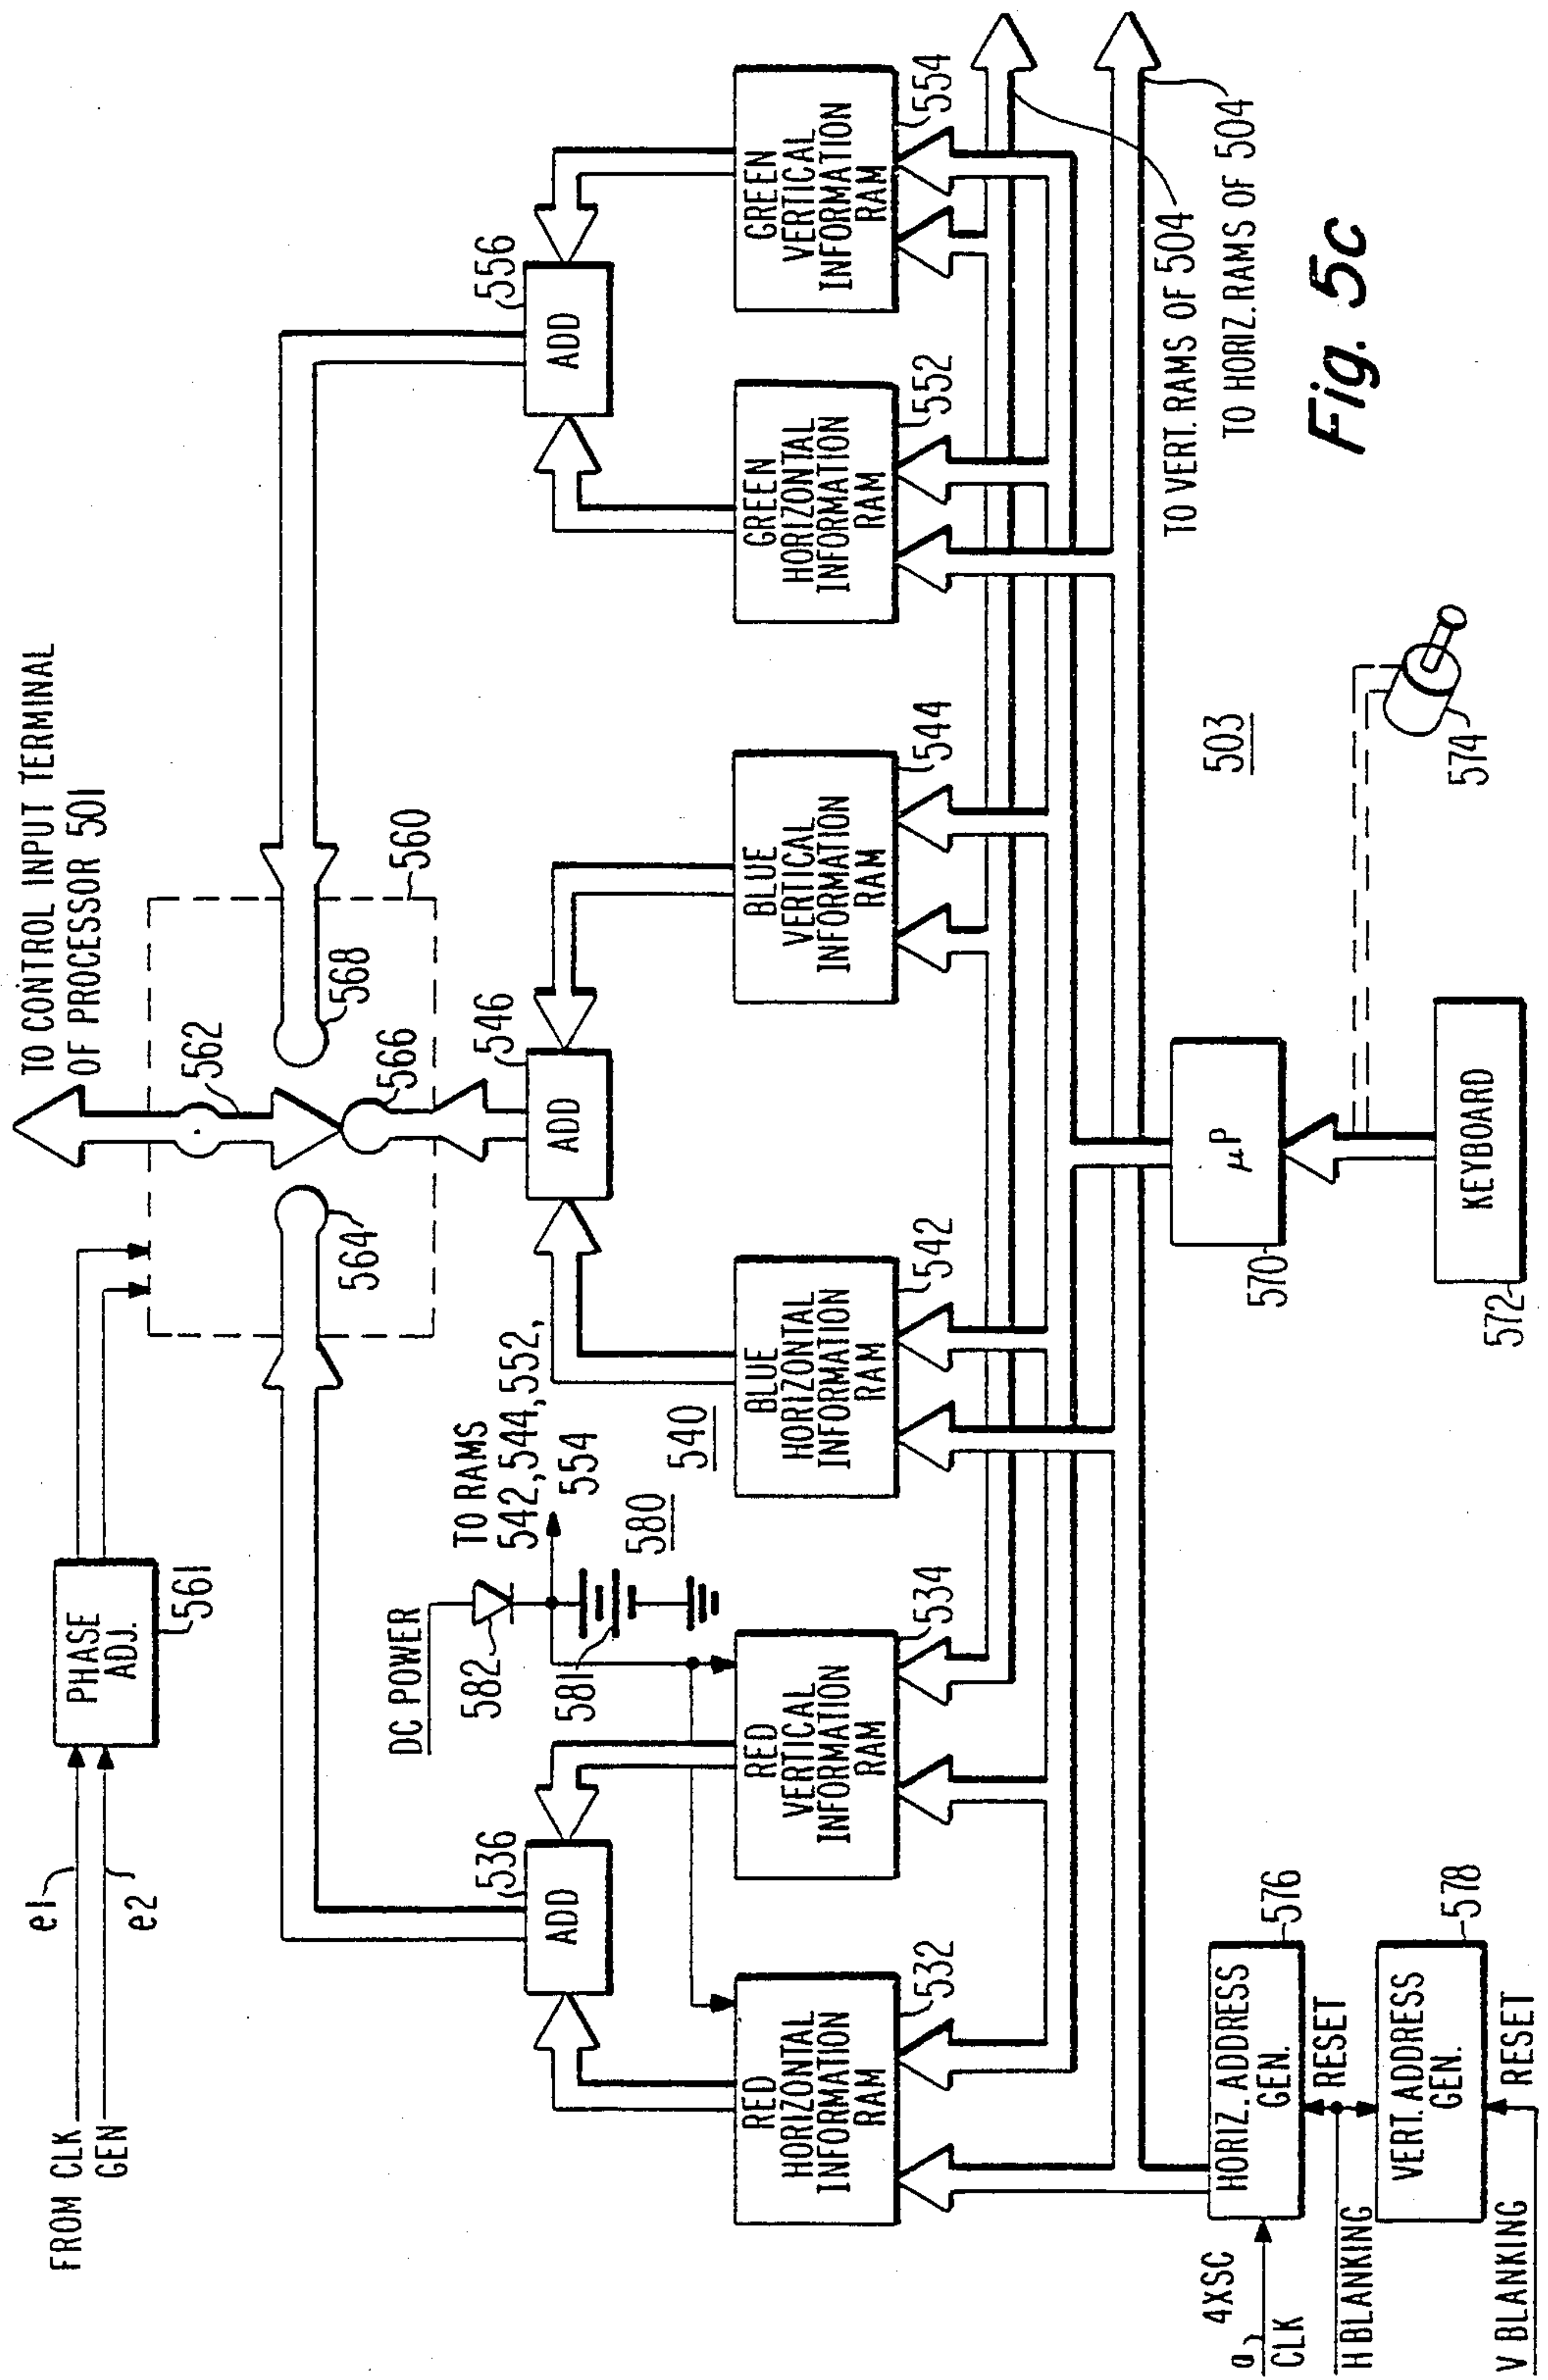 FROM CLK
GEN
e1
e2
PHASE
ADJ.
561
TO CONTROL INPUT TERMINAL
OF PROCESSOR 501
562
564
566
568
560
DC POWER
582
581
580
TO RAMS
542,544,552,
554
540
536
ADD
546
ADD
556
ADD
RED
HORIZONTAL
INFORMATION
RAM
532
RED
VERTICAL
INFORMATION
RAM
534
BLUE
HORIZONTAL
INFORMATION
RAM
542
BLUE
VERTICAL
INFORMATION
RAM
544
GREEN
HORIZONTAL
INFORMATION
RAM
552
GREEN
VERTICAL
INFORMATION
RAM
554
TO VERT. RAMS OF 504
TO HORIZ. RAMS OF 504
4XSC
a
CLK
HORIZ. ADDRESS
GEN.
576
H BLANKING
RESET
VERT. ADDRESS
GEN.
578
V BLANKING
RESET
μP
570
KEYBOARD
572
574
503
Fig. 5c